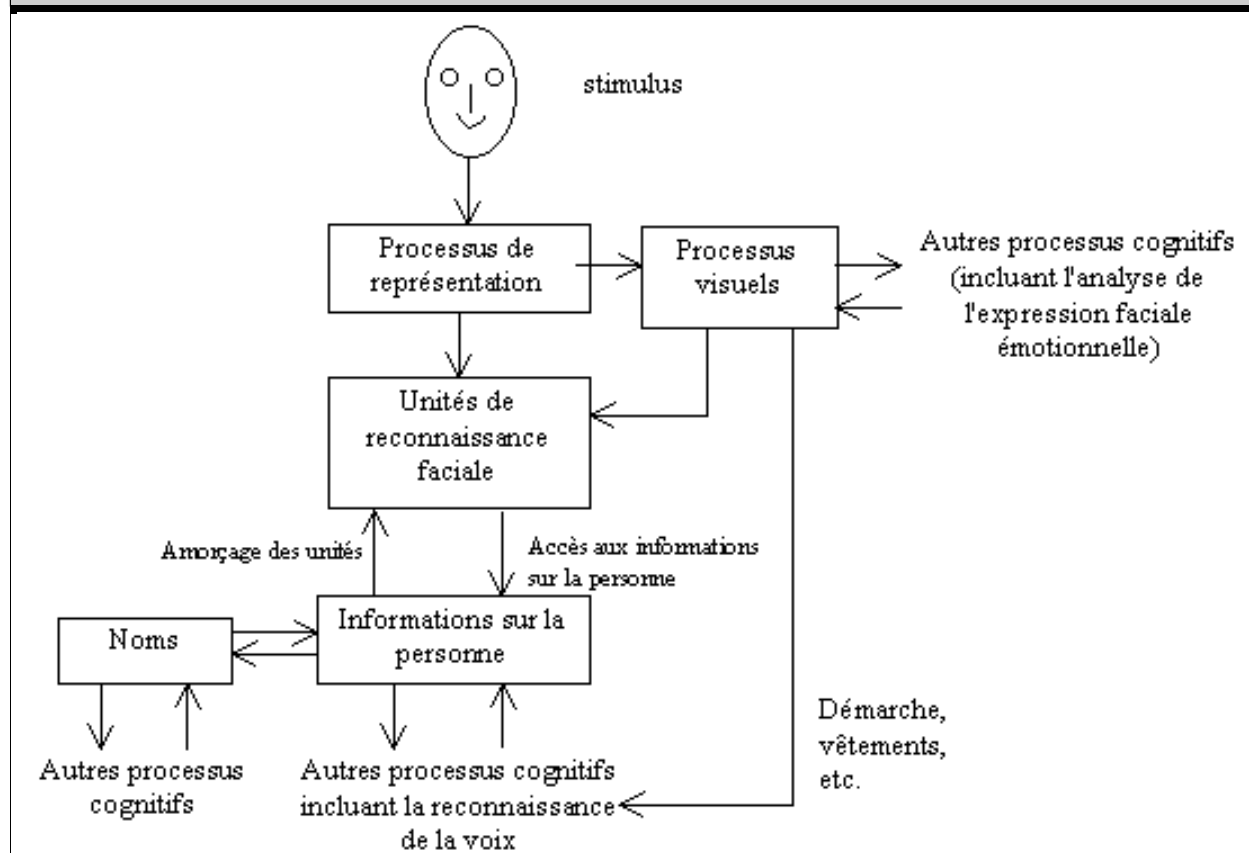 stimulus
Processus de
représentation
Processus
visuels
Autres processus cognitifs
(incluant l'analyse de
l'expression faciale
émotionnelle)
Unités de
reconnaissance
faciale
Amorçage des unités
Accès aux informations
sur la personne
Noms
Informations sur la
personne
Démarche,
vêtements,
etc.
Autres processus
cognitifs
Autres processus cognitifs
incluant la reconnaissance
de la voix